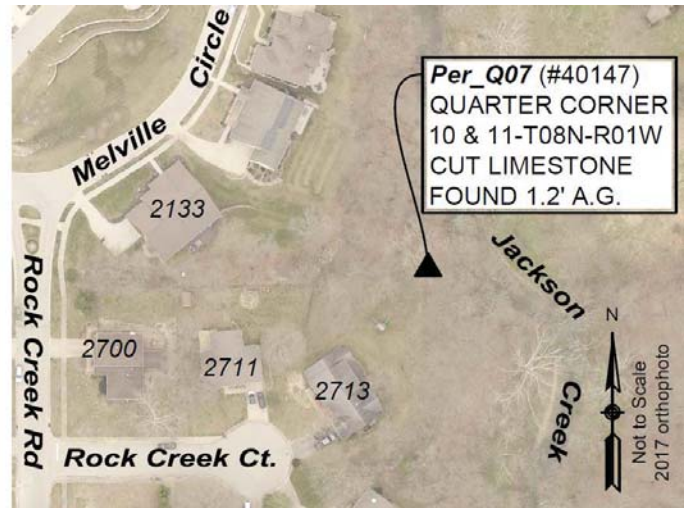 Melville Circle
Per_Q07 (#40147)
QUARTER CORNER
10 & 11-T08N-R01W
CUT LIMESTONE
FOUND 1.2' A.G.
2133
Jackson Creek
Rock Creek Rd
2700
2711
2713
Rock Creek Ct.
N
Not to Scale
2017 orthophoto